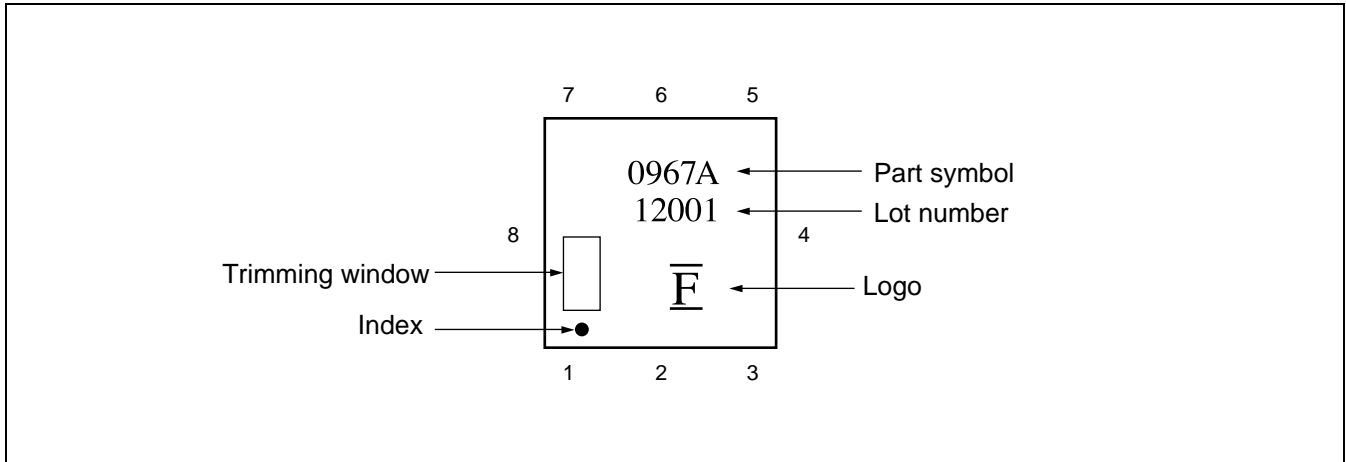 7 6 5
0967A Part symbol
12001 Lot number
8 4
Trimming window
F Logo
Index
1 2 3